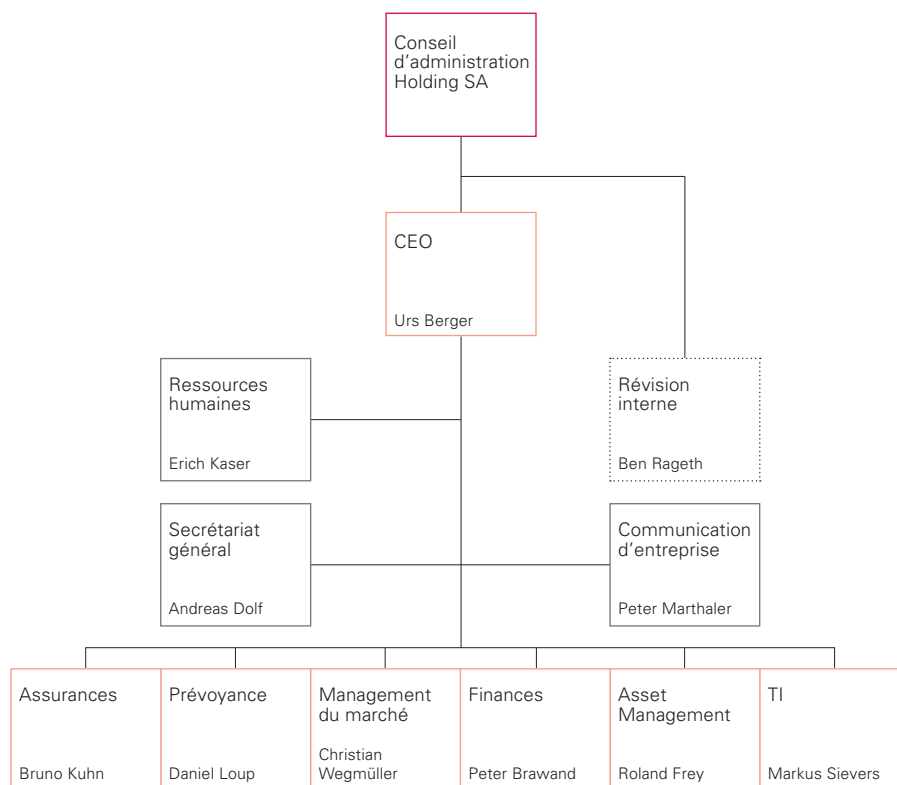 Conseil
d’administration
Holding SA
CEO
Urs Berger
Ressources
humaines
Erich Kaser
Révision
interne
Ben Rageth
Secrétariat
général
Andreas Dolf
Communication
d’entreprise
Peter Marthaler
Assurances
Bruno Kuhn
Prévoyance
Daniel Loup
Management
du marché
Christian
Wegmüller
Finances
Peter Brawand
Asset
Management
Roland Frey
TI
Markus Sievers